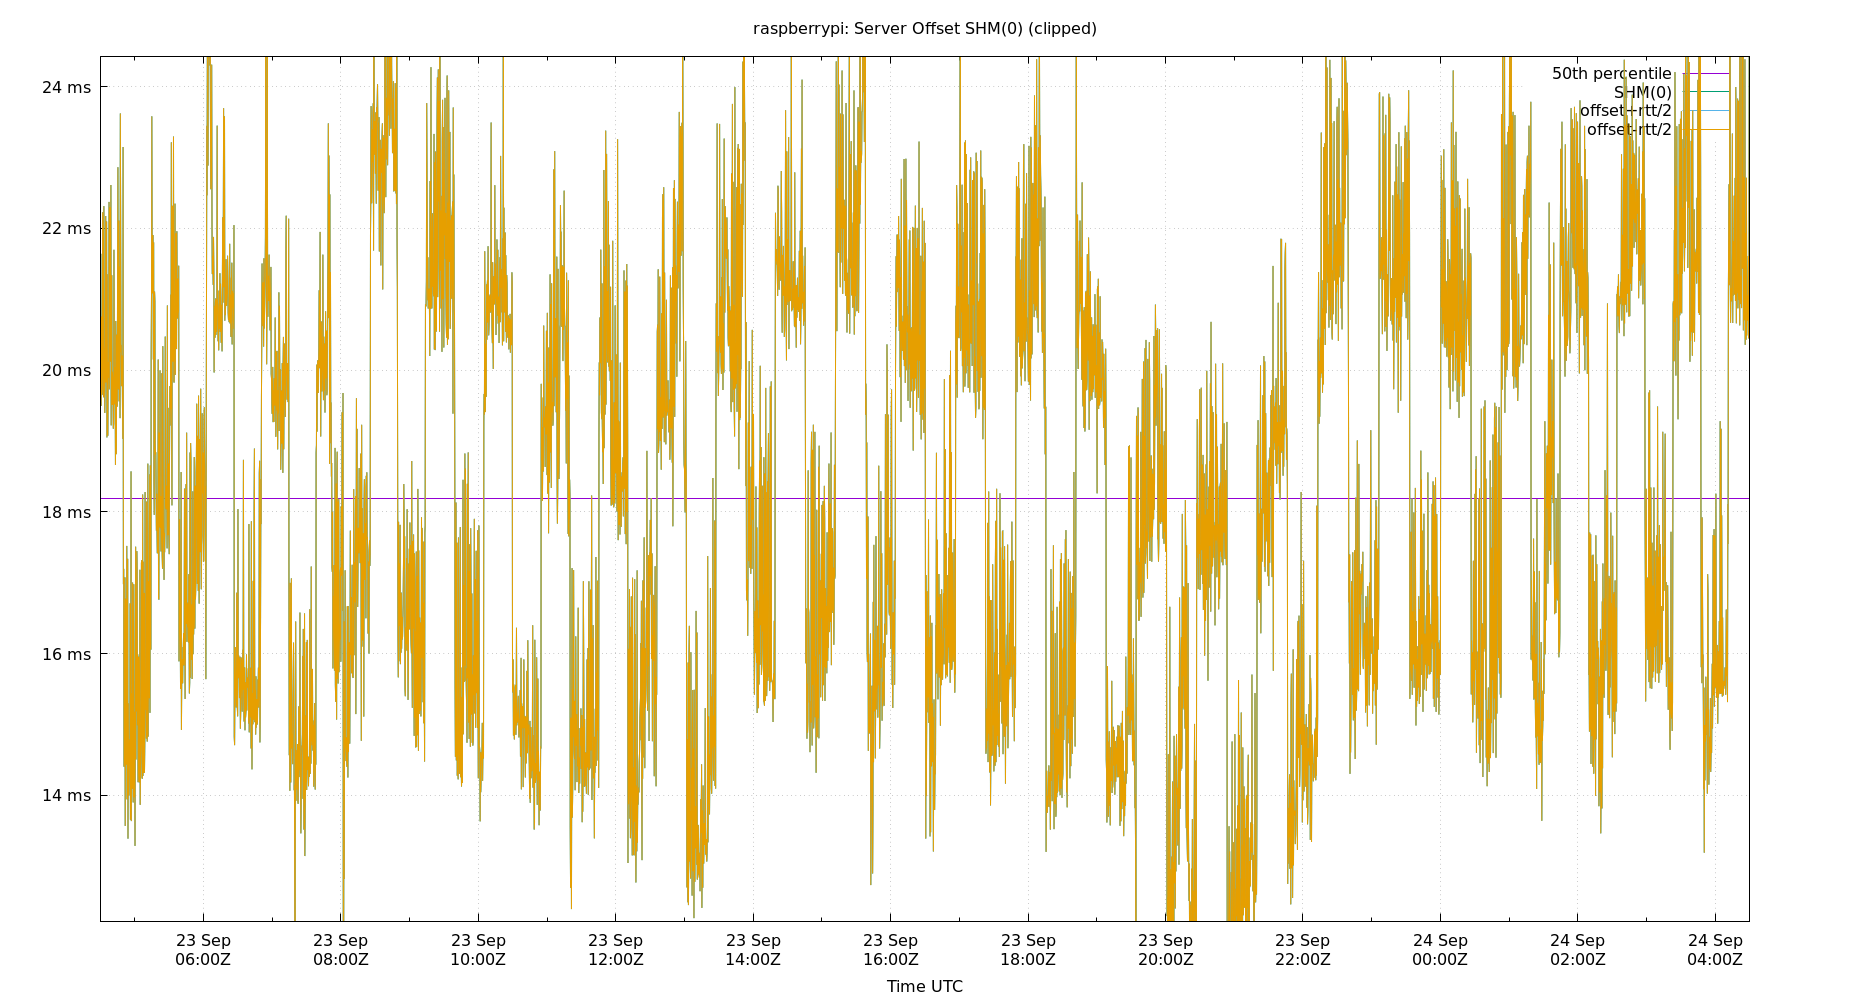 raspberrypi: Server Offset SHM(0) (clipped)
24 ms
22 ms
20 ms
18 ms
16 ms
14 ms
50th percentile
SHM(0)
offset+rtt/2
offset-rtt/2
23 Sep 23 Sep 23 Sep 23 Sep 23 Sep 23 Sep 23 Sep 23 Sep 23 Sep 24 Sep 24 Sep 24 Sep
06:00Z 08:00Z 10:00Z 12:00Z 14:00Z 16:00Z 18:00Z 20:00Z 22:00Z 00:00Z 02:00Z 04:00Z
Time UTC